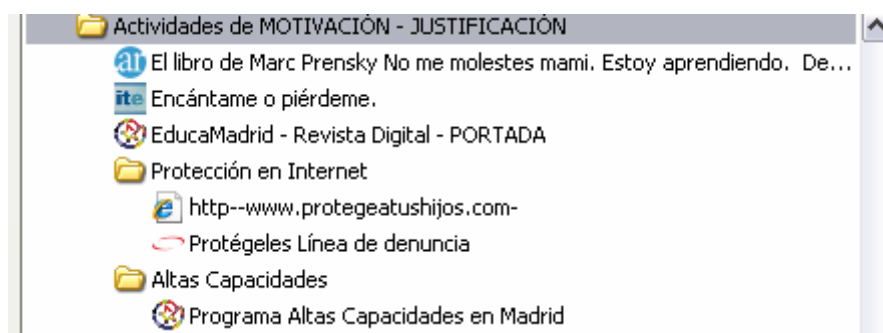 Actividades de MOTIVACIÓN - JUSTIFICACIÓN
El libro de Marc Prensky No me molestes mami. Estoy aprendiendo. De...
ite Encántame o piérdeme.
EducaMadrid - Revista Digital - PORTADA
Protección en Internet
http--www.protegeatushijos.com-
Protégeles Línea de denuncia
Altas Capacidades
Programa Altas Capacidades en Madrid